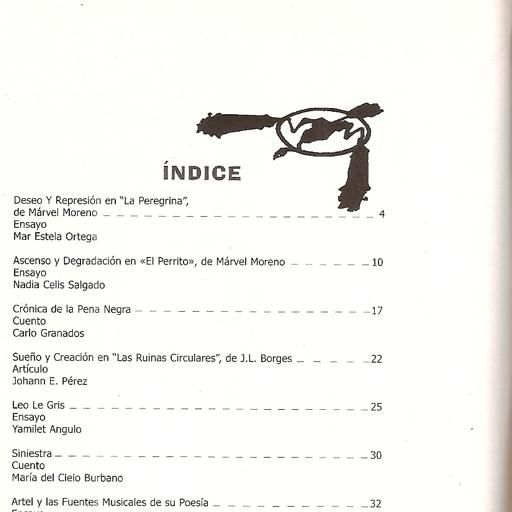 ÍNDICE
Deseo Y Represión en "La Peregrina",
de Márvel Moreno _ _ _ _ _ _ _ _ _ _ _ _ _ _ _ _ _ _ _ _ _ 4
Ensayo
Mar Estela Ortega
Ascenso y Degradación en «El Perrito», de Márvel Moreno _ _ _ _ _ _ 10
Ensayo
Nadia Celis Salgado
Crónica de la Pena Negra _ _ _ _ _ _ _ _ _ _ _ _ _ _ _ _ _ _ 17
Cuento
Carlo Granados
Sueño y Creación en "Las Ruinas Circulares", de J.L. Borges _ _ _ _ _ 22
Artículo
Johann E. Pérez
Leo Le Gris _ _ _ _ _ _ _ _ _ _ _ _ _ _ _ _ _ _ _ _ _ _ _ 25
Ensayo
Yamilet Angulo
Siniestra _ _ _ _ _ _ _ _ _ _ _ _ _ _ _ _ _ _ _ _ _ _ _ _ 30
Cuento
María del Cielo Burbano
Artel y las Fuentes Musicales de su Poesía _ _ _ _ _ _ _ _ _ _ _ 32